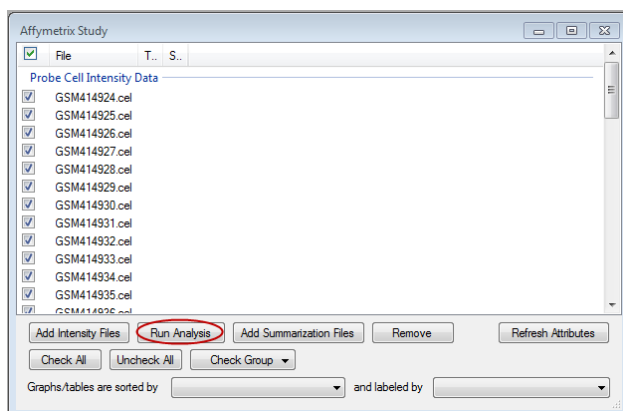 Affymetrix Study
File T.. S..
Probe Cell Intensity Data
GSM414924.cel
GSM414925.cel
GSM414926.cel
GSM414927.cel
GSM414928.cel
GSM414929.cel
GSM414930.cel
GSM414931.cel
GSM414932.cel
GSM414933.cel
GSM414934.cel
GSM414935.cel
GSM414936.cel
Add Intensity Files Run Analysis Add Summarization Files Remove Refresh Attributes
Check All Uncheck All Check Group
Graphs/tables are sorted by and labeled by